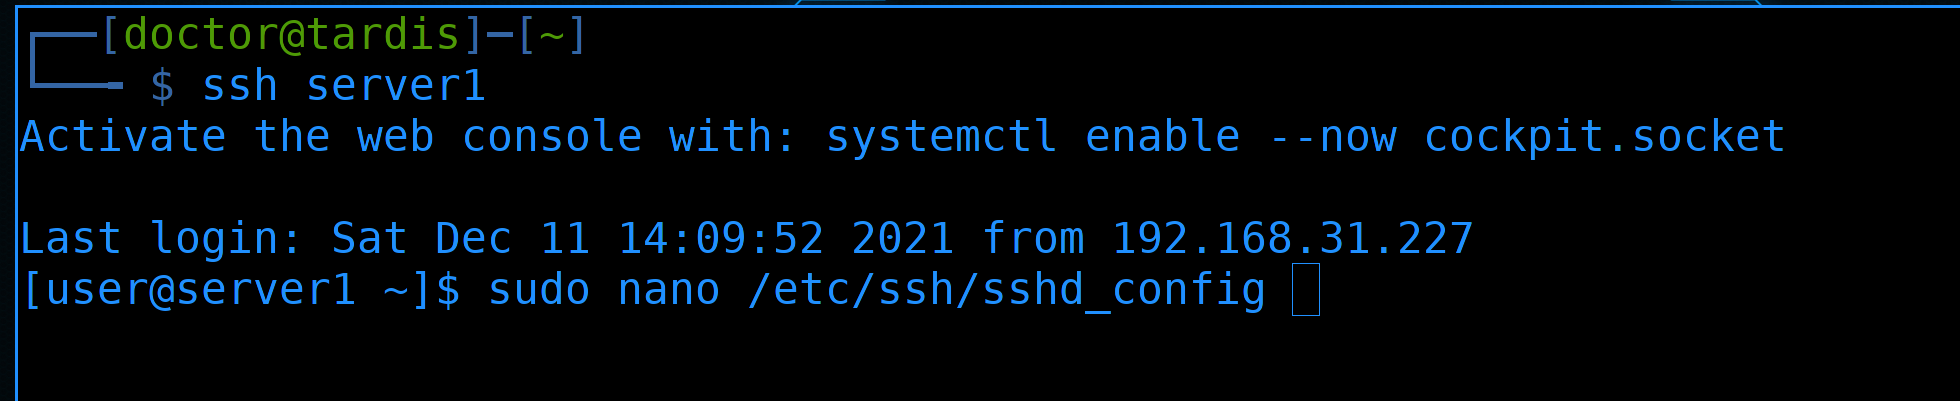 ┌──[doctor@tardis]─[~]
└──╼ $ ssh server1
Activate the web console with: systemctl enable --now cockpit.socket
Last login: Sat Dec 11 14:09:52 2021 from 192.168.31.227
[user@server1 ~]$ sudo nano /etc/ssh/sshd_config